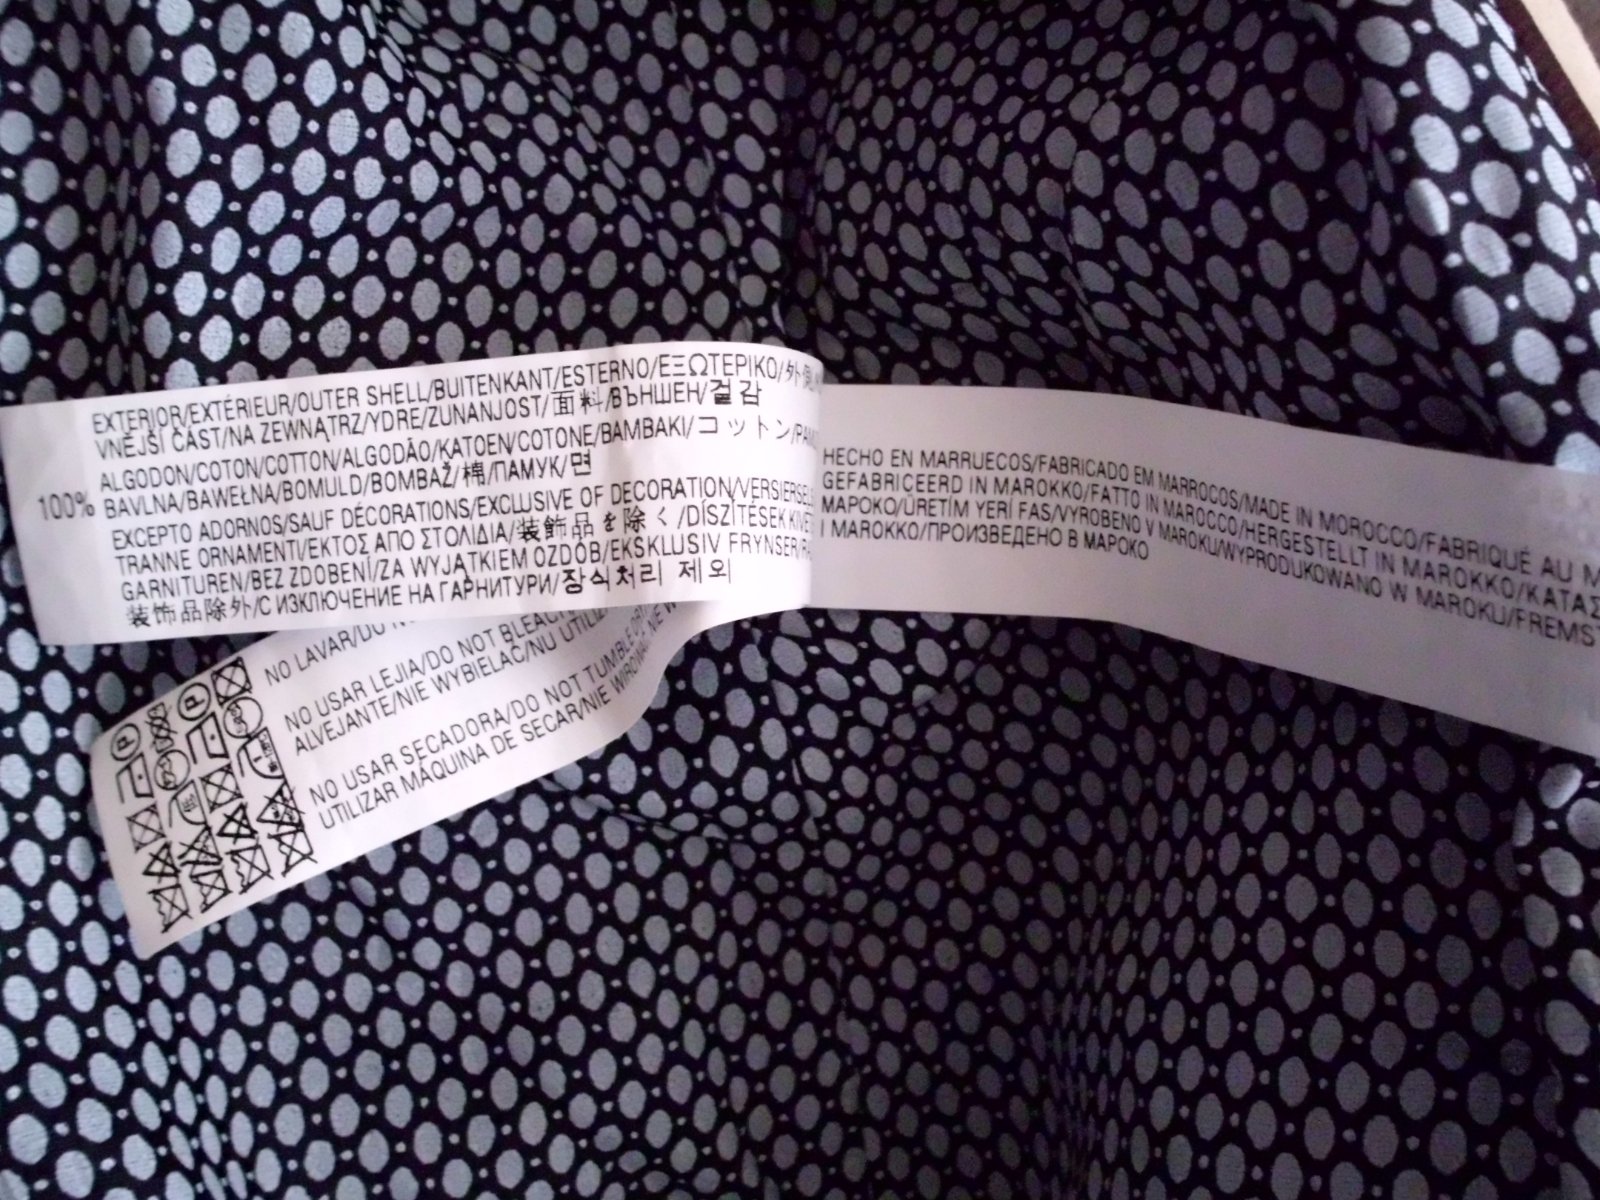 EXTERIOR/EXTÉRIEUR/OUTER SHELL/BUITENKANT/ESTERNO/ΕΞΩΤΕΡΙΚΟ/外側
VNĚJŠÍ ČÁST/NA ZEWNĄTRZ/YDRE/ZUNANJOST/面料/ВЪНШЕН/겉감
ALGODON/COTON/COTTON/ALGODÃO/KATOEN/COTONE/BAMBAKI/コットン/
100% BAVLNA/BAWEŁNA/BOMULD/BOMBAŽ/棉/ПАМУК/면
EXCEPTO ADORNOS/SAUF DÉCORATIONS/EXCLUSIVE OF DECORATION/
TRANNE ORNAMENTI/ΕΚΤΟΣ ΑΠΟ ΣΤΟΛΙΔΙΑ/装飾品を除く/DÍSZÍTÉSEK
GARNITUREN/BEZ ZDOBENÍ/ZA WYJĄTKIEM OZDÓB/EKSKLUSIV FRYNSER/
装饰品除外/С ИЗКЛЮЧЕНИЕ НА ГАРНИТУРИ/장식처리 제외
HECHO EN MARRUECOS/FABRICADO EM MARROCOS/MADE IN MOROCCO/FABRIQUÉ AU
GEFABRICEERD IN MAROKKO/FATTO IN MAROCCO/HERGESTELLT IN MAROKKO/
ΜΑΡΟΚΟ/ÜRETİM YERİ FAS/VYROBENO V MAROKU/WYPRODUKOWANO W MAROKU/
I MAROKKO/ПРОИЗВЕДЕНО В МАРОКО
NO LAVAR/DO
NO USAR LEJIA/DO NOT BLEACH
ALVEJANTE/NIE WYBIELAC/NU
NO USAR SECADORA/DO NOT TUMBLE DRY
UTILIZAR MÁQUINA DE SECAR/NIE